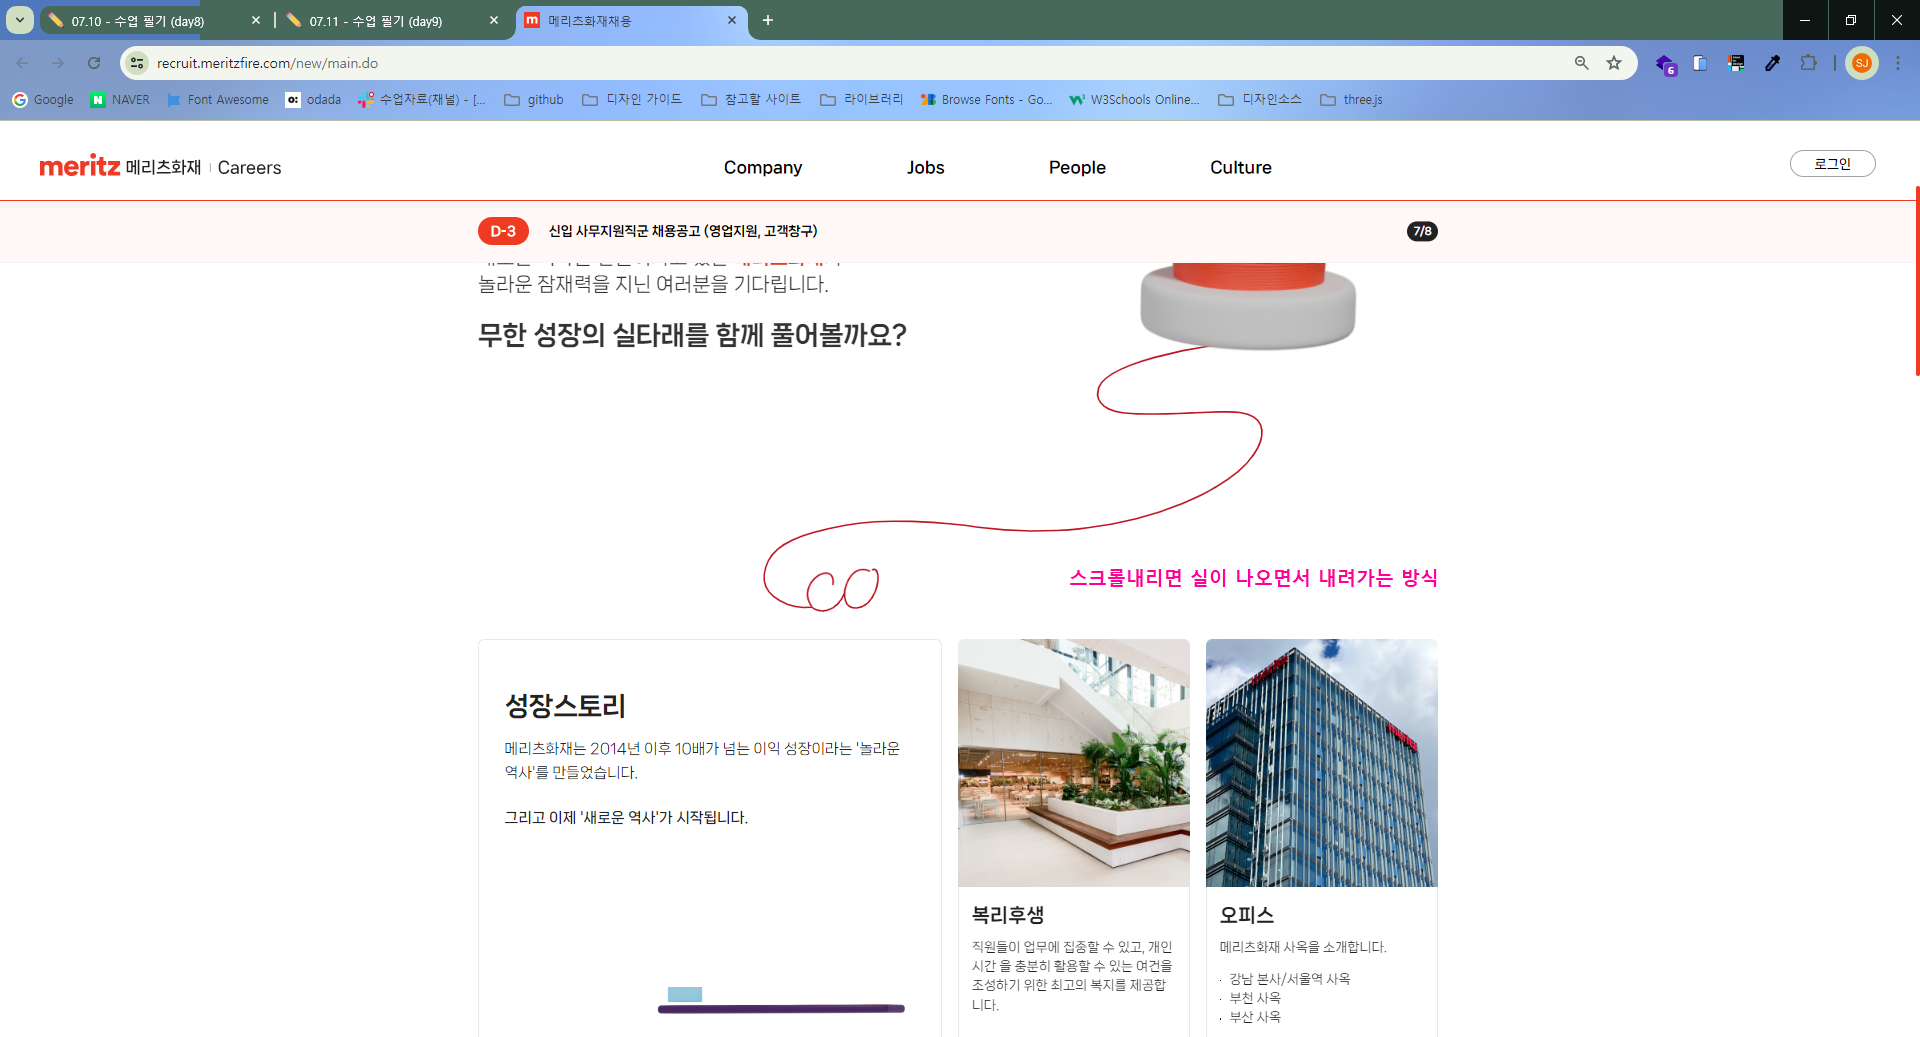 07.10 - 수업 필기 (day8)
07.11 - 수업 필기 (day9)
메리츠화재채용
recruit.meritzfire.com/new/main.do
6
SJ
Google
NAVER
Font Awesome
odada
수업자료(채널) - [...
github
디자인 가이드
참고할 사이트
라이브러리
Browse Fonts - Go...
W3Schools Online...
디자인소스
three.js
meritz 메리츠화재 | Careers
Company
Jobs
People
Culture
로그인
D-3
신입 사무지원직군 채용공고 (영업지원, 고객창구)
7/8
놀라운 잠재력을 지닌 여러분을 기다립니다.
무한 성장의 실타래를 함께 풀어볼까요?
스크롤내리면 실이 나오면서 내려가는 방식
성장스토리
메리츠화재는 2014년 이후 10배가 넘는 이익 성장이라는 '놀라운
역사'를 만들었습니다.
그리고 이제 '새로운 역사'가 시작됩니다.
복리후생
직원들이 업무에 집중할 수 있고, 개인
시간 을 충분히 활용할 수 있는 여건을
조성하기 위한 최고의 복지를 제공합
니다.
오피스
메리츠화재 사옥을 소개합니다.
· 강남 본사/서울역 사옥
· 부천 사옥
· 부산 사옥